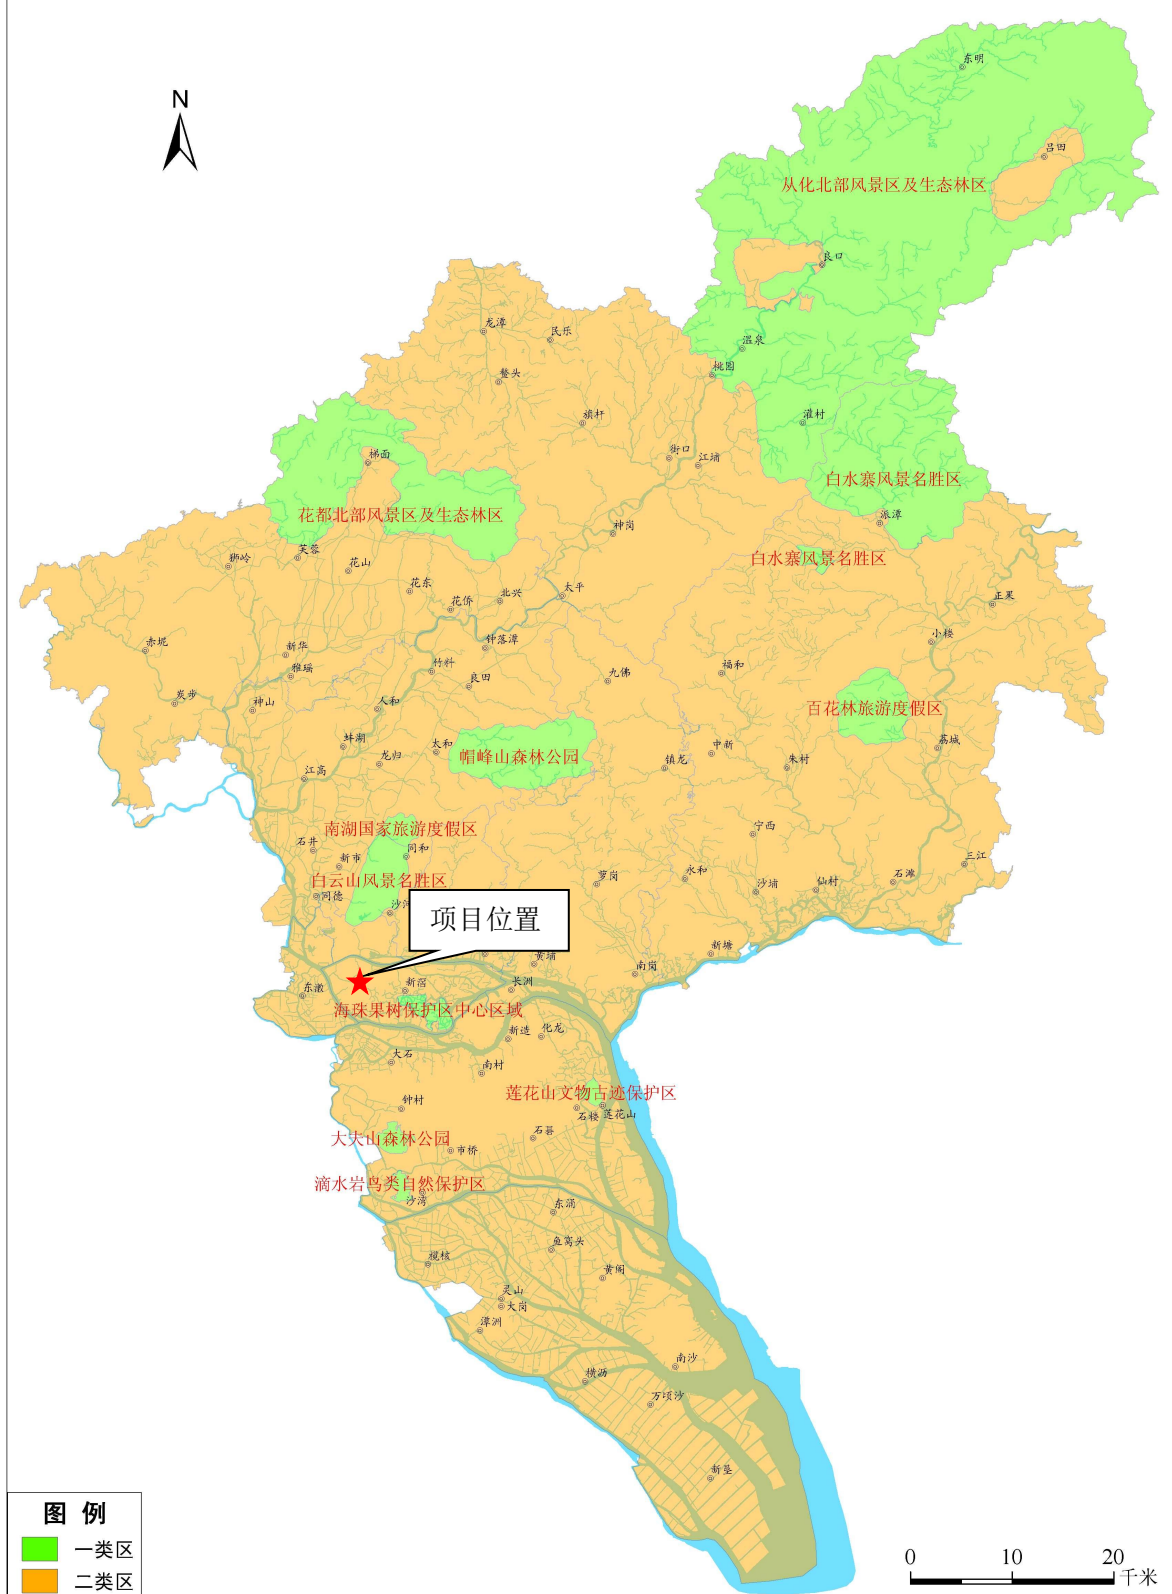 东明
N
吕田
从化北部风景区及生态林区
良口
龙潭
民乐
温泉
桃园
鳌头
旗杆
灌村
街口
江埔
梯面
白水寨风景名胜区
花都北部风景区及生态林区
派潭
神岗
芙蓉
狮岭
花山
白水寨风景名胜区
花东
太平
北兴
花侨
正果
小楼
赤坭
钟落潭
新华
竹料
福和
雅瑶
九佛
良田
炭步
神山
人和
百花林旅游度假区
蚌湖
太和
荔城
龙归
帽峰山森林公园
中新
镇龙
朱村
江高
南湖国家旅游度假区
宁西
石井
同和
新市
三江
白云山风景名胜区
萝岗
永和
沙埔
仙村
石滩
同德
沙河
项目位置
新塘
黄埔
南岗
东漖
新滘
长洲
海珠果树保护区中心区域
新造
化龙
大石
南村
莲花山文物古迹保护区
钟村
石楼
莲花山
石碁
大夫山森林公园
市桥
滴水岩鸟类自然保护区
沙湾
东涌
鱼窝头
榄核
黄阁
灵山
大岗
潭洲
南沙
横沥
万顷沙
新垦
图 例
一类区
二类区
0 10 20
千米